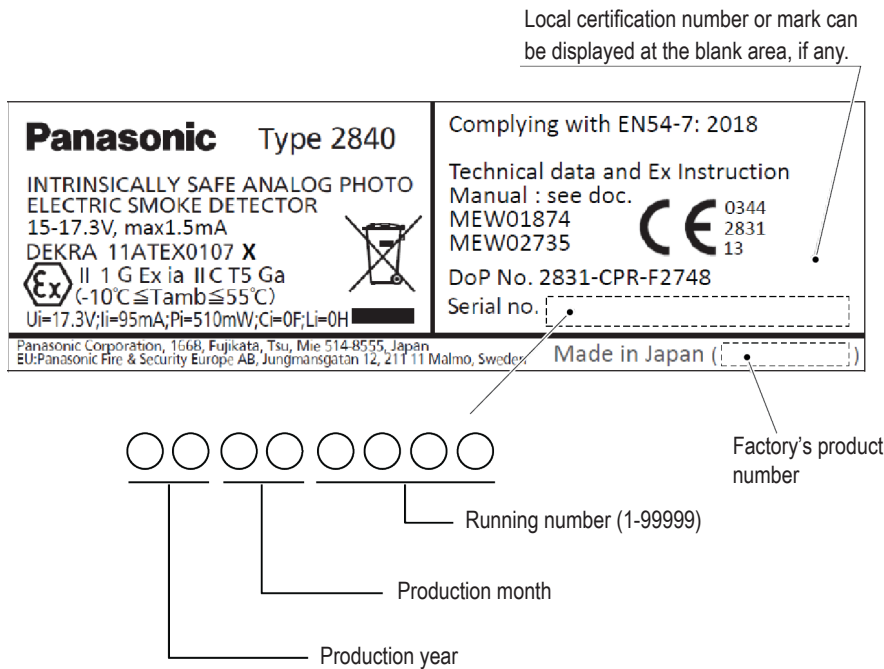 Local certification number or mark can
be displayed at the blank area, if any.
Panasonic Type 2840
INTRINSICALLY SAFE ANALOG PHOTO
ELECTRIC SMOKE DETECTOR
15-17.3V, max1.5mA
DEKRA 11ATEX0107 X
Ex II 1 G Ex ia IIC T5 Ga
(-10℃≦Tamb≦55℃)
Ui=17.3V;Ii=95mA;Pi=510mW;Ci=0F;Li=0H
Complying with EN54-7: 2018
Technical data and Ex Instruction
Manual : see doc.
MEW01874
MEW02735
CE 0344
2831
13
DoP No. 2831-CPR-F2748
Serial no.
Panasonic Corporation, 1668, Fujikata, Tsu, Mie 514-8555, Japan
EU:Panasonic Fire & Security Europe AB, Jungmansgatan 12, 211 11 Malmo, Sweden
Made in Japan ( )
Factory's product
number
Running number (1-99999)
Production month
Production year